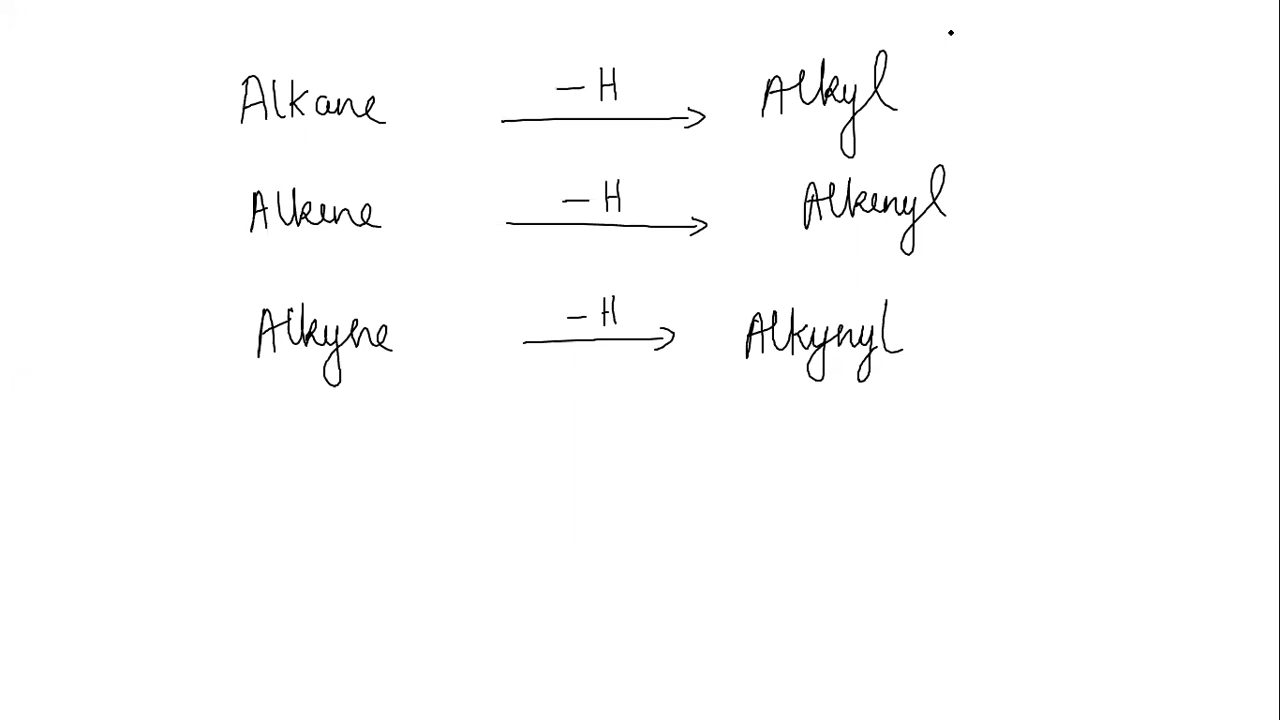 Alkane - H → Alkyl
Alkene - H → Alkenyl
Alkyne - H → Alkynyl